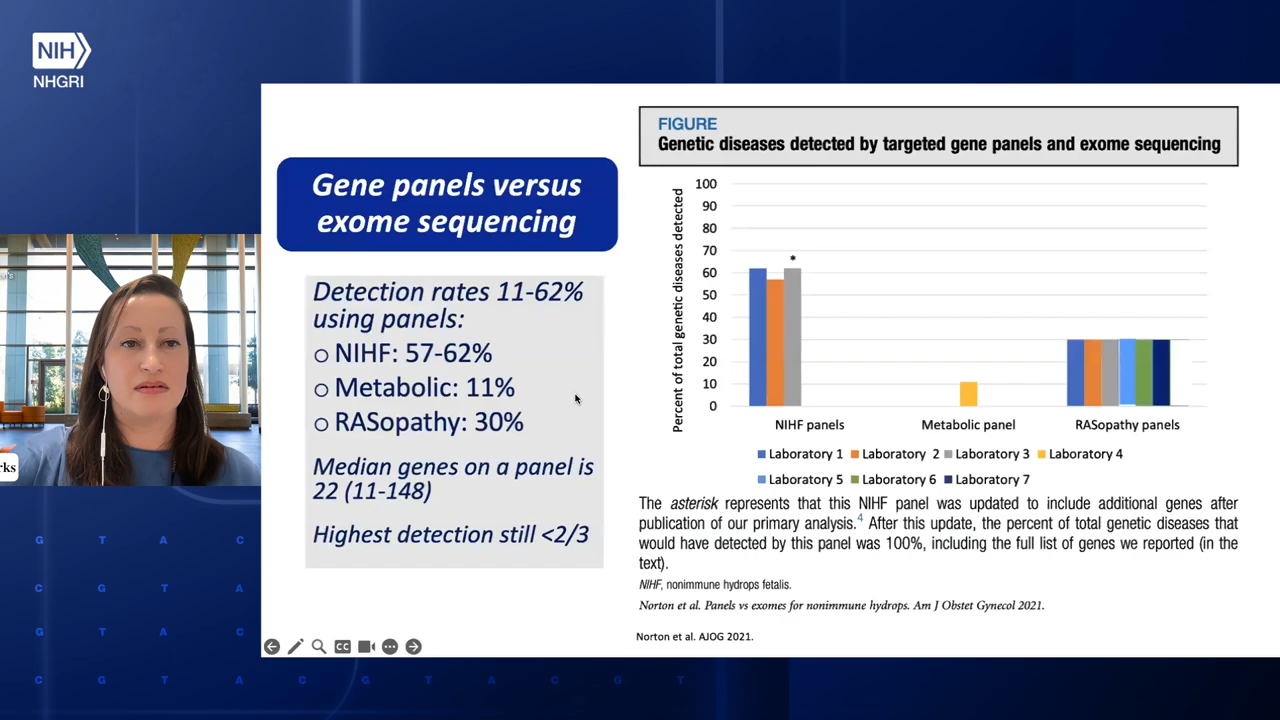 NIH
NHGRI
Gene panels versus
exome sequencing
Detection rates 11-62%
using panels:
○ NIHF: 57-62%
○ Metabolic: 11%
○ RASopathy: 30%
Median genes on a panel is
22 (11-148)
Highest detection still <2/3
FIGURE
Genetic diseases detected by targeted gene panels and exome sequencing
Percent of total genetic diseases detected
100
90
80
70
60
50
40
30
20
10
0
*
NIHF panels Metabolic panel RASopathy panels
Laboratory 1 Laboratory 2 Laboratory 3 Laboratory 4
Laboratory 5 Laboratory 6 Laboratory 7
The asterisk represents that this NIHF panel was updated to include additional genes after
publication of our primary analysis.4 After this update, the percent of total genetic diseases that
would have detected by this panel was 100%, including the full list of genes we reported (in the
text).
NIHF, nonimmune hydrops fetalis.
Norton et al. Panels vs exomes for nonimmune hydrops. Am J Obstet Gynecol 2021.
Norton et al. AJOG 2021.
CC
rks
G T A C
C G T A
G T A C
C G T A C G T A C G T